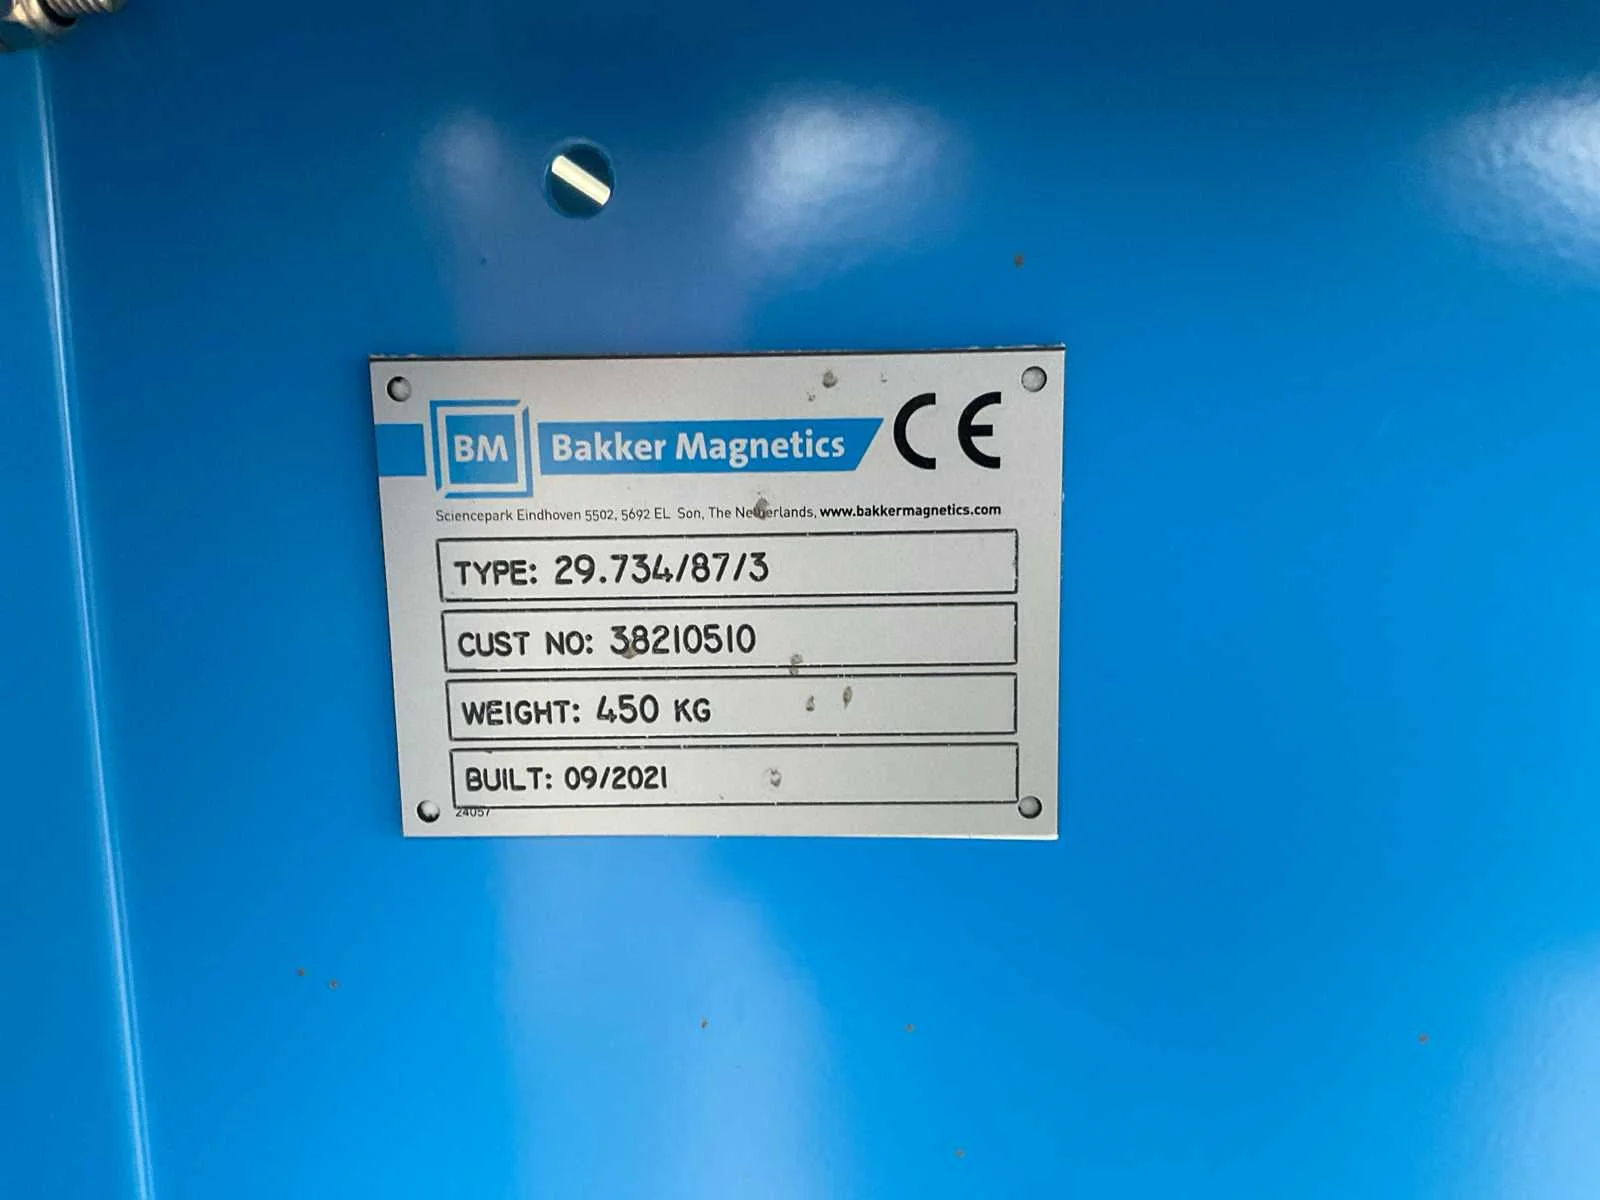 BM Bakker Magnetics CE
Sciencepark Eindhoven 5502, 5692 EL Son, The Netherlands, www.bakkermagnetics.com
TYPE: 29.734/87/3
CUST NO: 38210510
WEIGHT: 450 KG
BUILT: 09/2021
24057